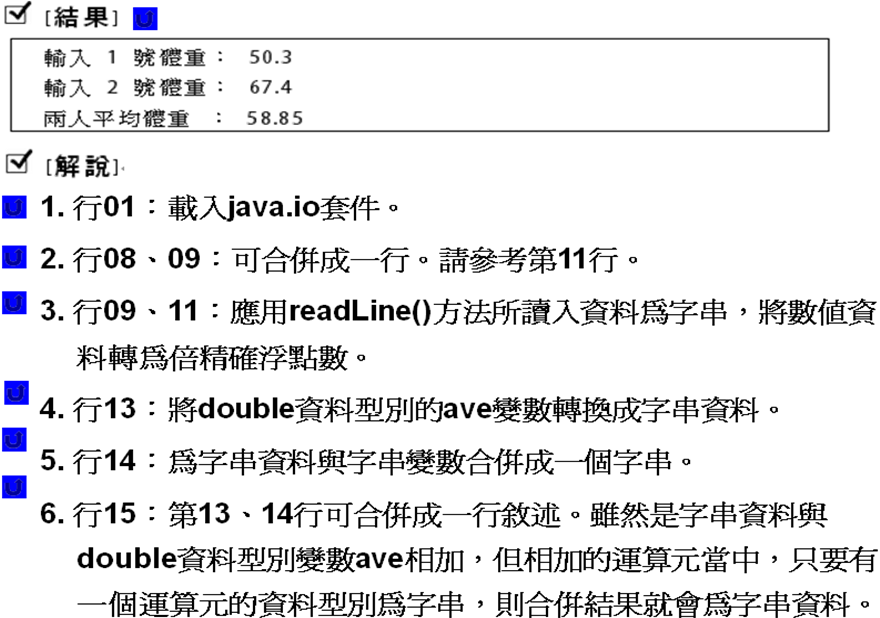 [結果]
輸入 1 號體重： 50.3
輸入 2 號體重： 67.4
兩人平均體重 ： 58.85
[解說]
1. 行01：載入java.io套件。
2. 行08、09：可合併成一行。請參考第11行。
3. 行09、11：應用readLine()方法所讀入資料為字串，將數值資
料轉為倍精確浮點數。
4. 行13：將double資料型別的ave變數轉換成字串資料。
5. 行14：為字串資料與字串變數合併成一個字串。
6. 行15：第13、14行可合併成一行敘述。雖然是字串資料與
double資料型別變數ave相加，但相加的運算元當中，只要有
一個運算元的資料型別為字串，則合併結果就會為字串資料。